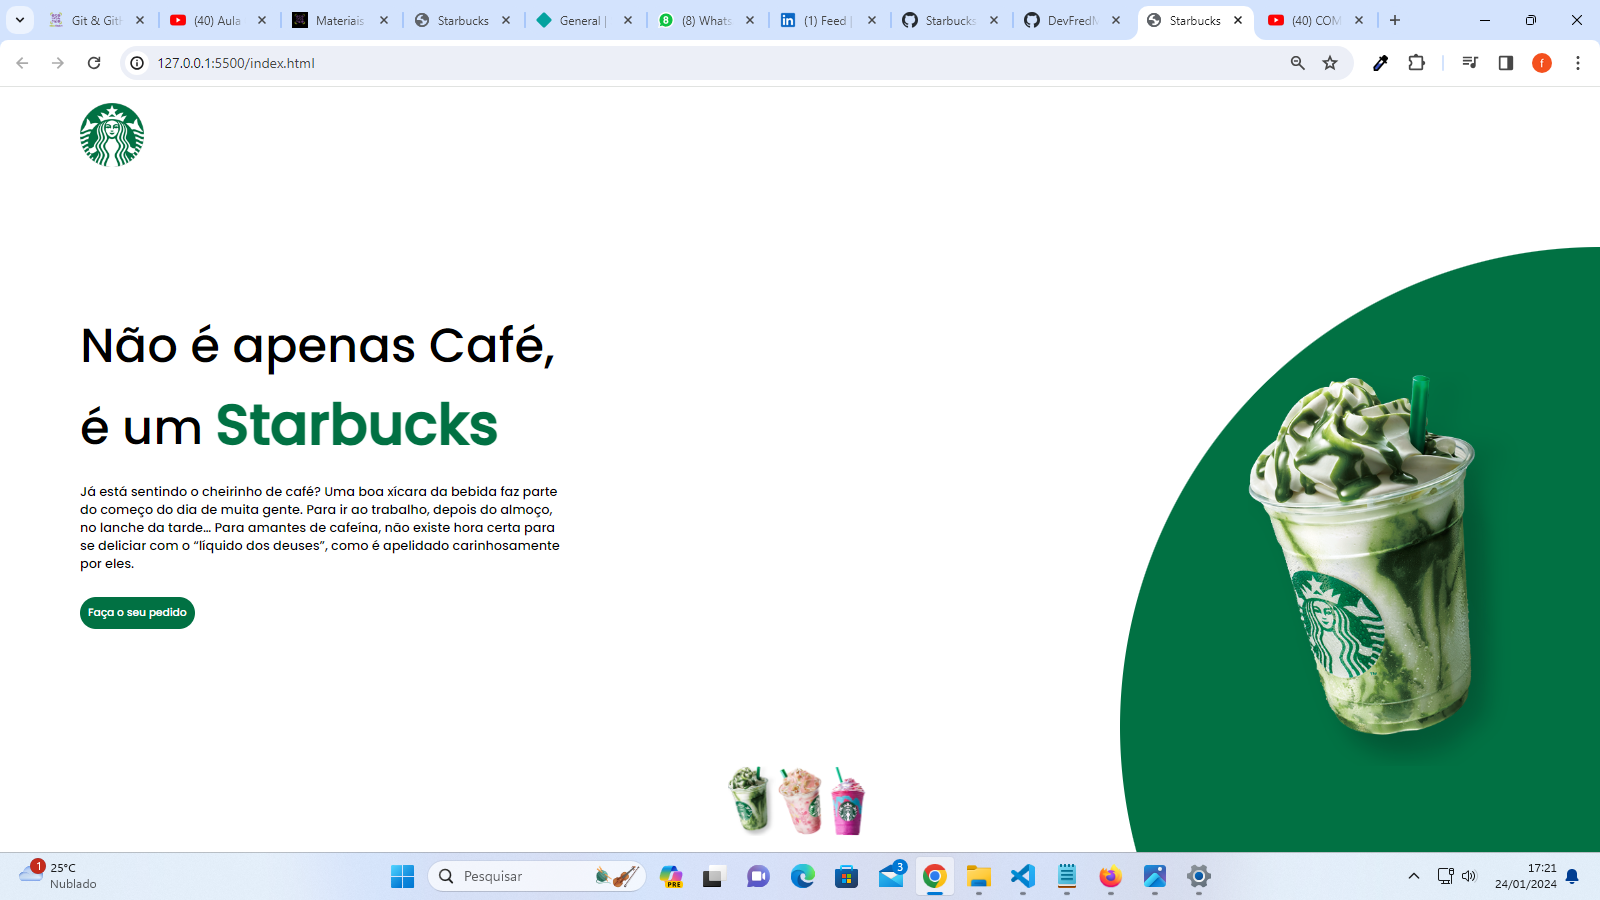 Git & GitH
(40) Aula
Materiais
Starbucks
General |
(8) Whats
(1) Feed |
Starbucks
DevFredM
Starbucks
(40) COM
127.0.0.1:5500/index.html
f
Não é apenas Café,
é um Starbucks
Já está sentindo o cheirinho de café? Uma boa xícara da bebida faz parte
do começo do dia de muita gente. Para ir ao trabalho, depois do almoço,
no lanche da tarde... Para amantes de cafeína, não existe hora certa para
se deliciar com o “líquido dos deuses”, como é apelidado carinhosamente
por eles.
Faça o seu pedido
1
25°C
Nublado
Pesquisar
PRE
3
17:21
24/01/2024